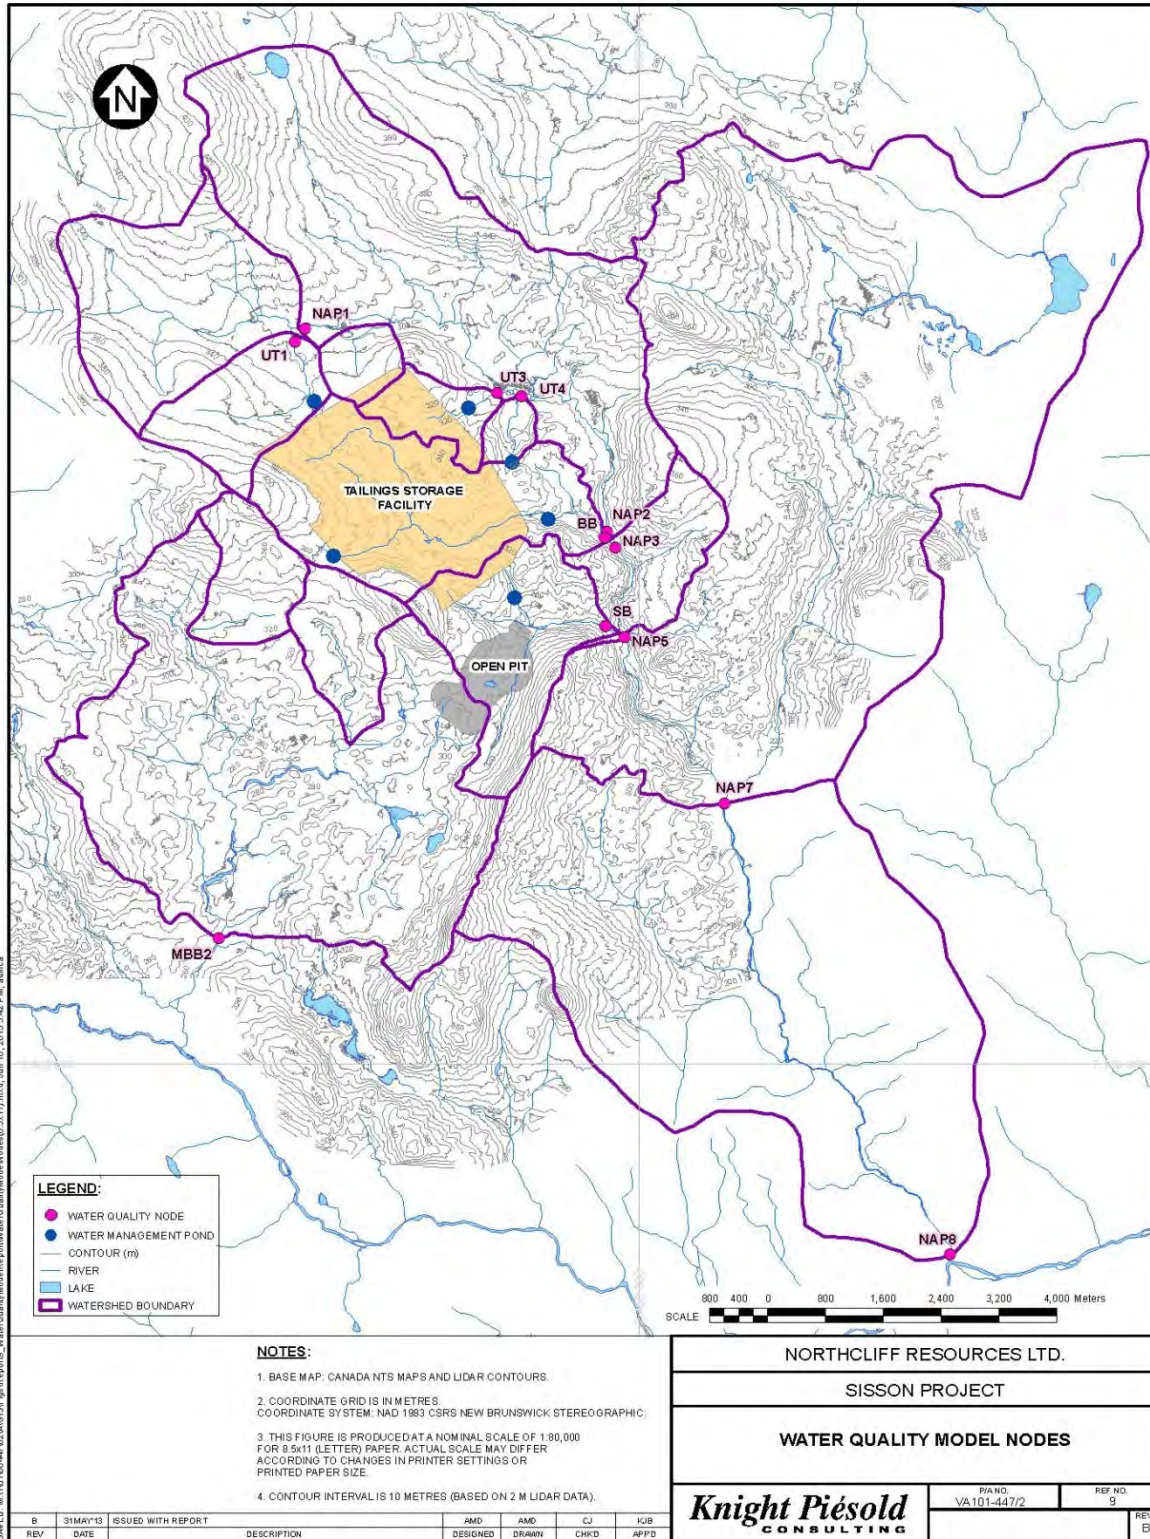 N
NAP1
UT1
UT3
UT4
TAILINGS STORAGE
FACILITY
BB
NAP2
NAP3
SB
NAP5
OPEN PIT
NAP7
MBB2
NAP8
LEGEND:
WATER QUALITY NODE
WATER MANAGEMENT POND
CONTOUR (m)
RIVER
LAKE
WATERSHED BOUNDARY
800 400 0 800 1,600 2,400 3,200 4,000 Meters
SCALE
NOTES:
1. BASE MAP: CANADA NTS MAPS AND LIDAR CONTOURS.
2. COORDINATE GRID IS IN METRES.
COORDINATE SYSTEM: NAD 1983 CSRS NEW BRUNSWICK STEREOGRAPHIC.
3. THIS FIGURE IS PRODUCED AT A NOMINAL SCALE OF 1:80,000
FOR 8.5x11 (LETTER) PAPER. ACTUAL SCALE MAY DIFFER
ACCORDING TO CHANGES IN PRINTER SETTINGS OR
PRINTED PAPER SIZE.
4. CONTOUR INTERVAL IS 10 METRES (BASED ON 2 M LIDAR DATA).
NORTHCLIFF RESOURCES LTD.
SISSON PROJECT
WATER QUALITY MODEL NODES
Knight Piésold
CONSULTING
P/A NO.
VA101-447/2
REF NO.
9
REV
B
B 31MAY'13 ISSUED WITH REPORT AMD AMD CJ KJB
REV DATE DESCRIPTION DESIGNED DRAWN CHK'D APP'D